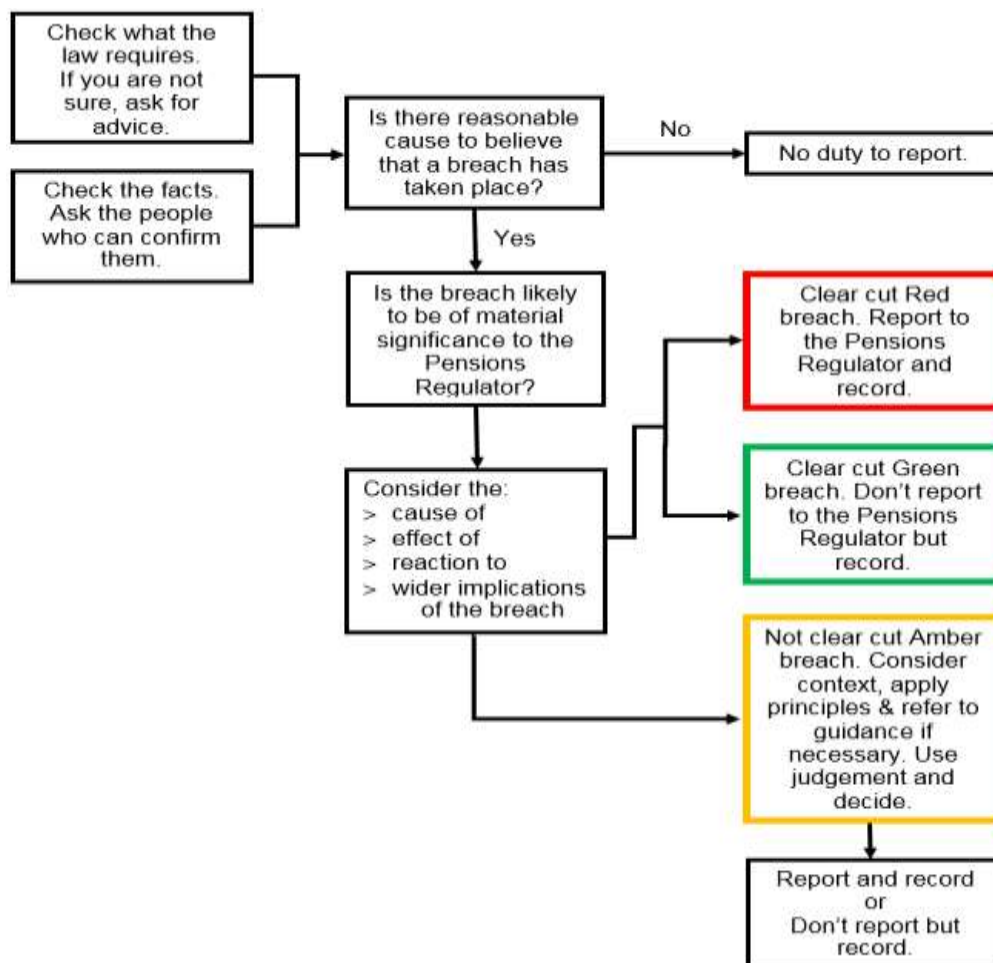 Check what the
law requires.
If you are not
sure, ask for
advice.
Check the facts.
Ask the people
who can confirm
them.
Is there reasonable
cause to believe
that a breach has
taken place?
No
No duty to report.
Yes
Is the breach likely
to be of material
significance to the
Pensions
Regulator?
Clear cut Red
breach. Report to
the Pensions
Regulator and
record.
Consider the:
> cause of
> effect of
> reaction to
> wider implications
of the breach
Clear cut Green
breach. Don't report
to the Pensions
Regulator but
record.
Not clear cut Amber
breach. Consider
context, apply
principles & refer to
guidance if
necessary. Use
judgement and
decide.
Report and record
or
Don't report but
record.